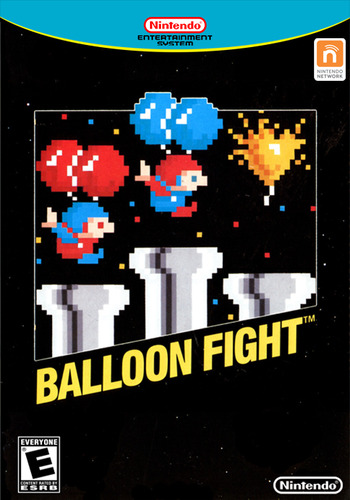 Nintendo
ENTERTAINMENT
SYSTEM
n
NINTENDO
NETWORK
BALLOON FIGHT™
EVERYONE
E
CONTENT RATED BY
ESRB
Nintendo